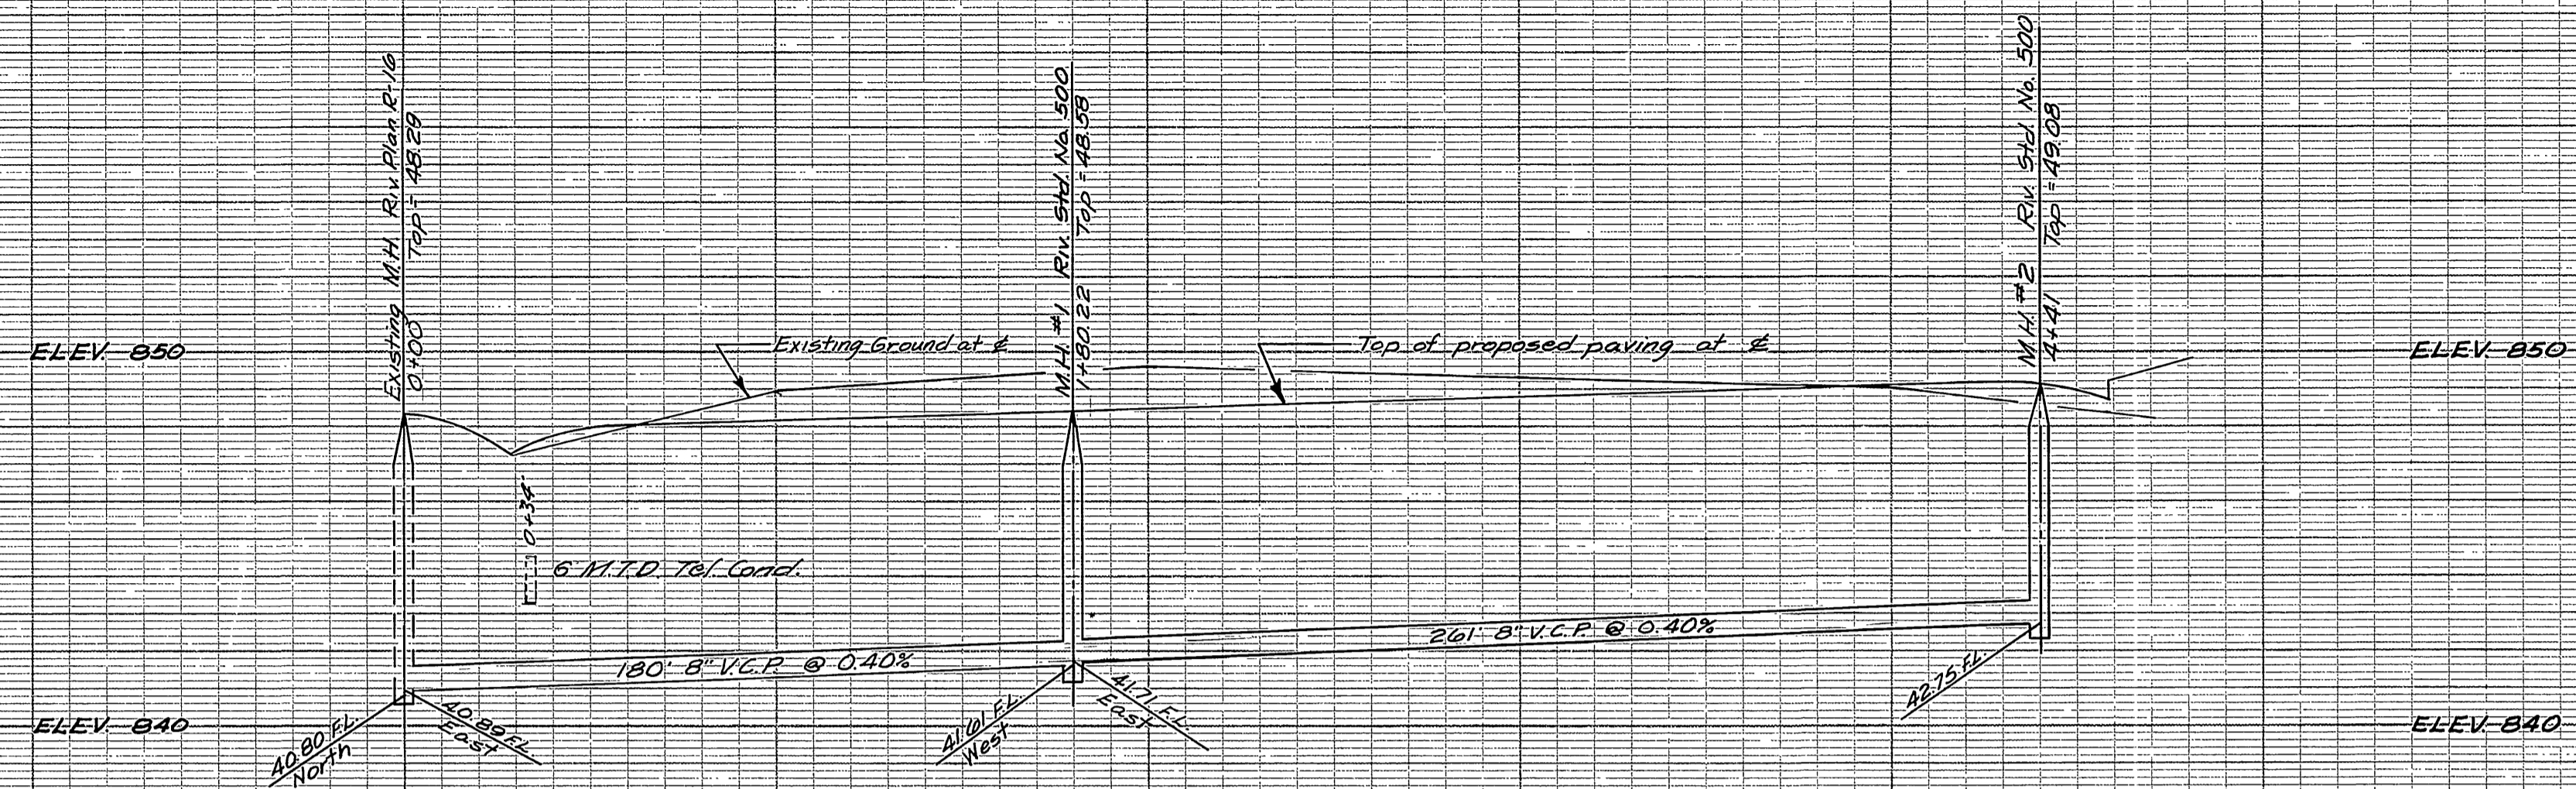 Existing M.H. Riv. Plan R-16
0+00 Top = 48.29
M.H. #1 Riv. Std. No. 500
1+80.22 Top = 48.58
M.H. #2 Riv. Std. No. 500
4+41 Top = 49.08
ELEV. 850
Existing Ground at ℄
Top of proposed paving at ℄
ELEV. 850
0+34
6 M.T.D. Tel. Cond.
180' 8" V.C.P. @ 0.40%
261' 8" V.C.P. @ 0.40%
ELEV. 840
40.80 F.L.
North
40.89 F.L.
East
41.61 F.L.
West
41.71 F.L.
East
42.75 F.L.
ELEV. 840